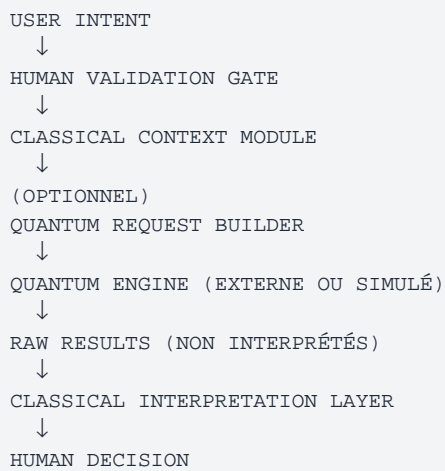 USER INTENT
↓
HUMAN VALIDATION GATE
↓
CLASSICAL CONTEXT MODULE
↓
(OPTIONNEL)
QUANTUM REQUEST BUILDER
↓
QUANTUM ENGINE (EXTERNE OU SIMULÉ)
↓
RAW RESULTS (NON INTERPRÉTÉS)
↓
CLASSICAL INTERPRETATION LAYER
↓
HUMAN DECISION